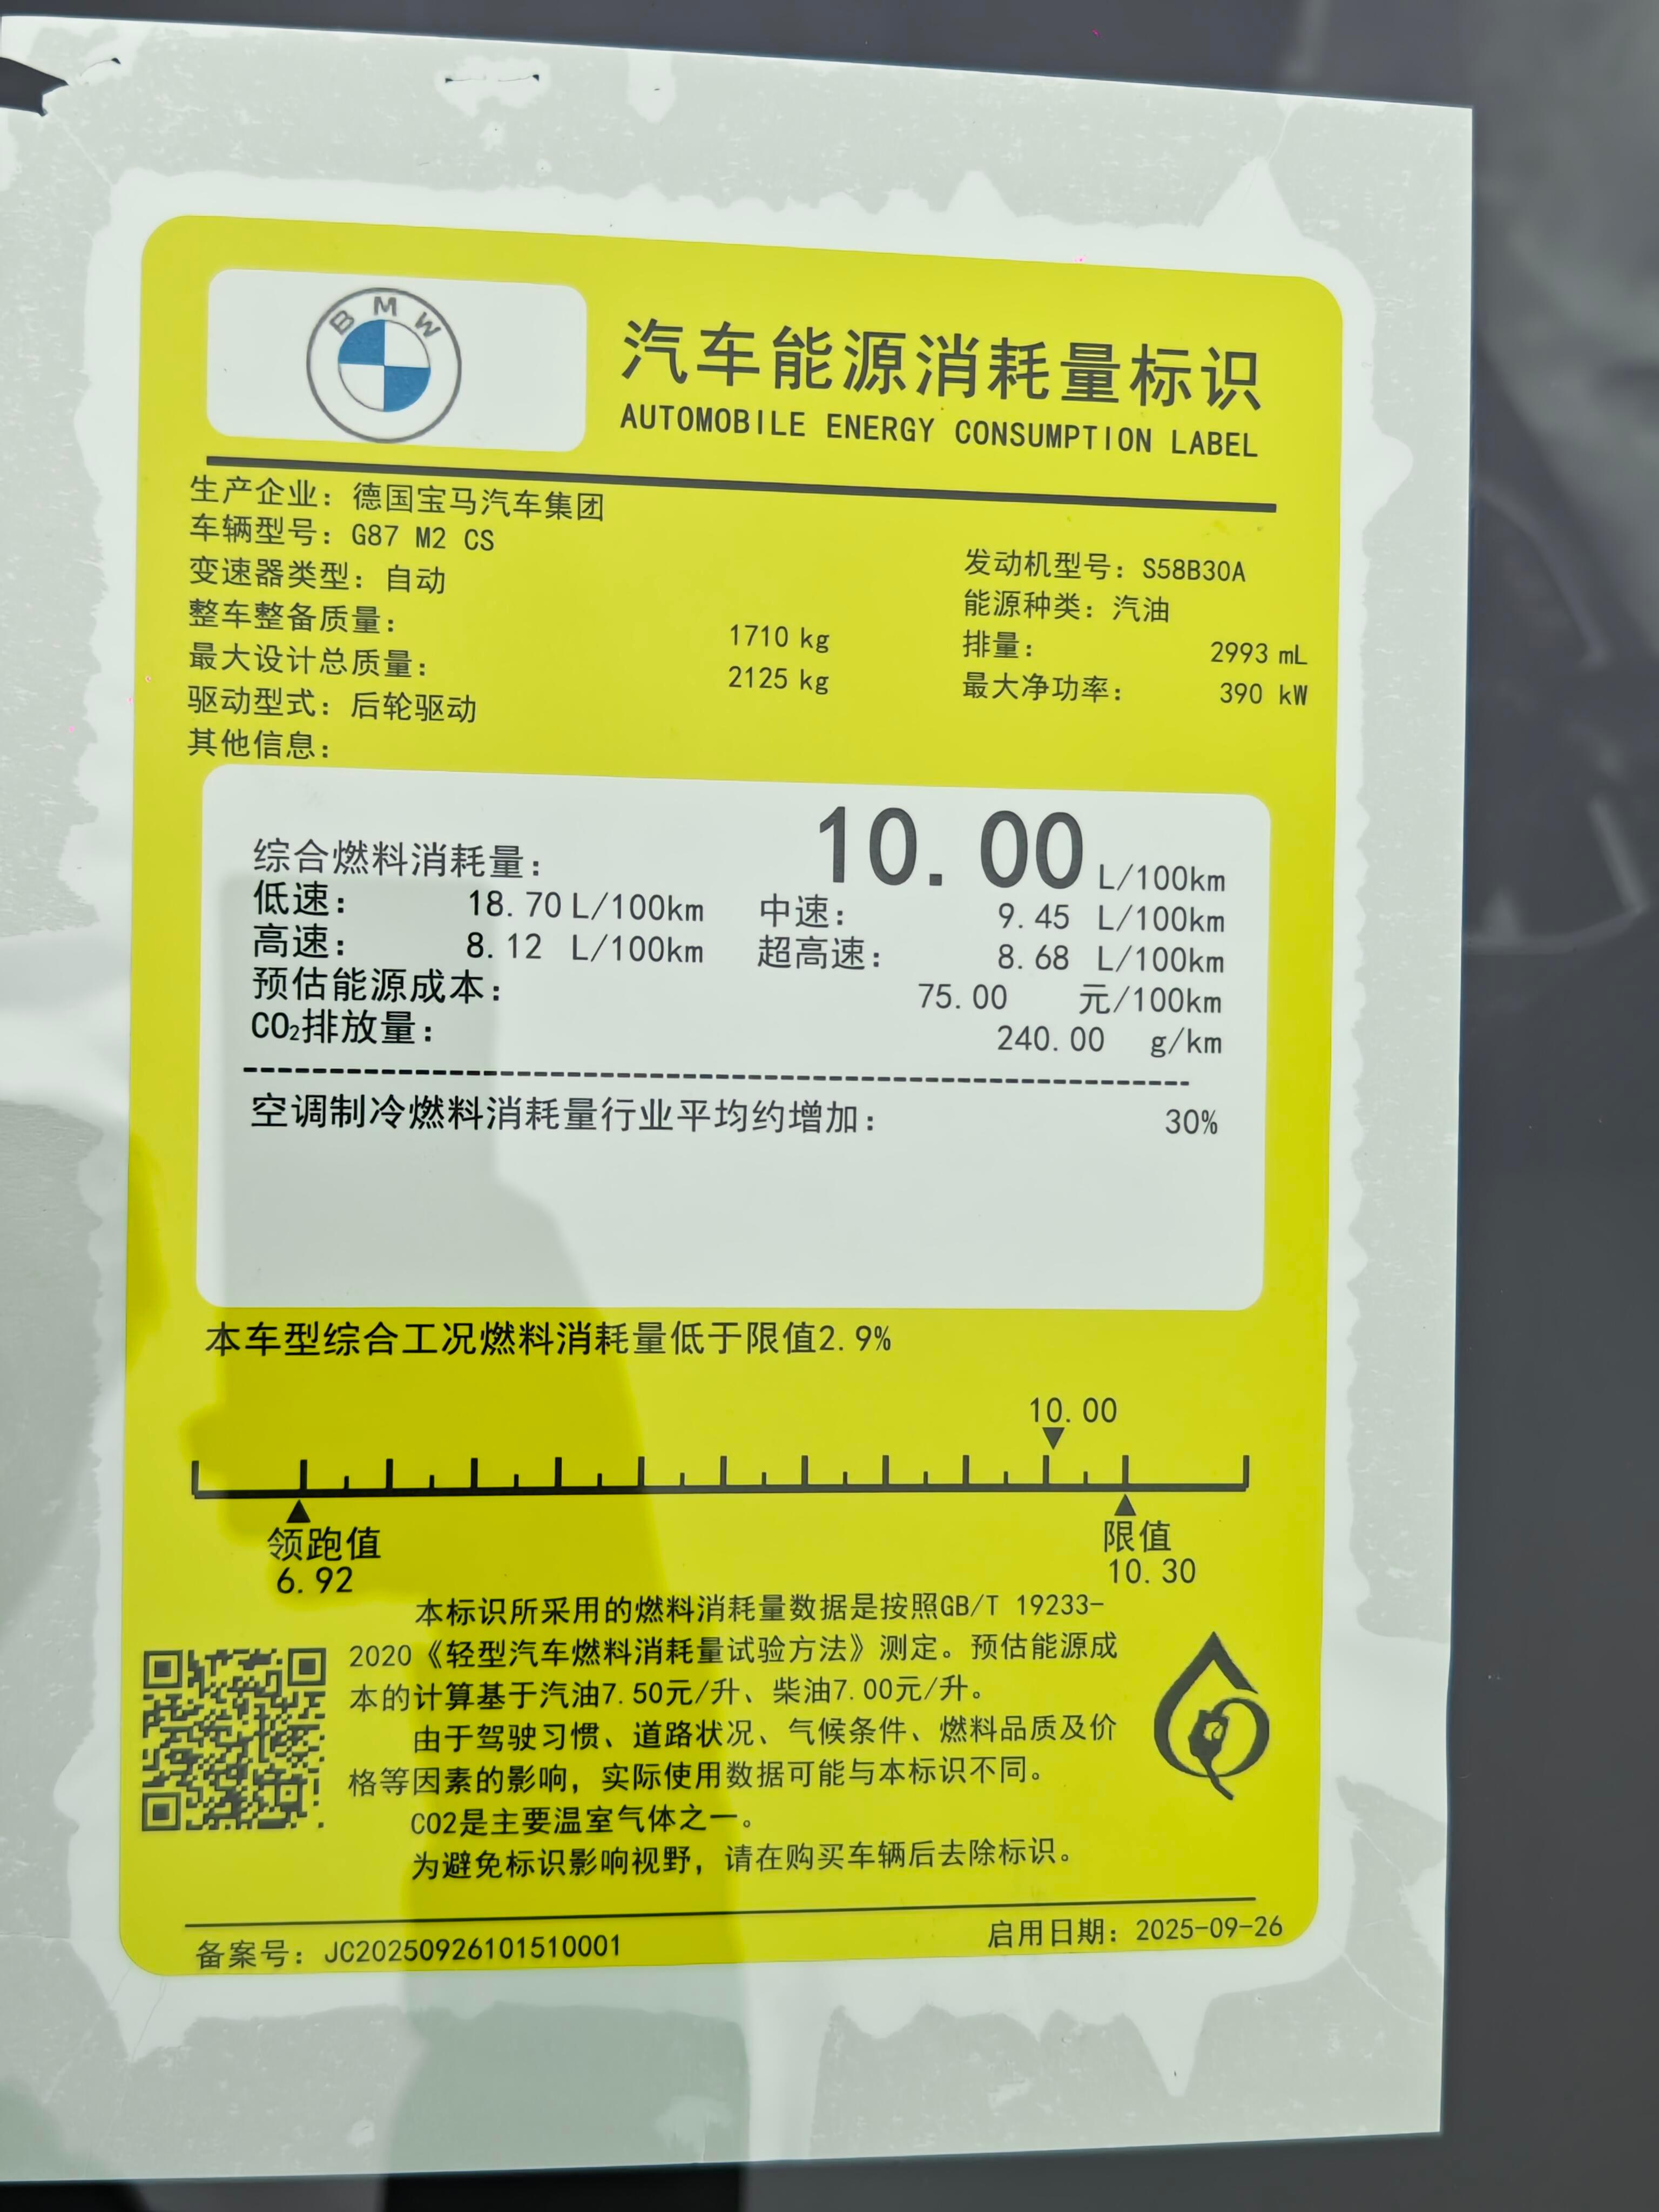 BMW
汽车能源消耗量标识
AUTOMOBILE ENERGY CONSUMPTION LABEL
生产企业：德国宝马汽车集团
车辆型号：G87 M2 CS
发动机型号：S58B30A
变速器类型：自动
能源种类：汽油
整车整备质量： 1710 kg
排量： 2993 mL
最大设计总质量： 2125 kg
最大净功率： 390 kW
驱动型式：后轮驱动
其他信息：
综合燃料消耗量： 10.00 L/100km
低速： 18.70 L/100km 中速： 9.45 L/100km
高速： 8.12 L/100km 超高速： 8.68 L/100km
预估能源成本： 75.00 元/100km
CO₂排放量： 240.00 g/km
空调制冷燃料消耗量行业平均约增加： 30%
本车型综合工况燃料消耗量低于限值2.9%
10.00
领跑值 限值
6.92 10.30
本标识所采用的燃料消耗量数据是按照GB/T 19233-
2020《轻型汽车燃料消耗量试验方法》测定。预估能源成
本的计算基于汽油7.50元/升、柴油7.00元/升。
由于驾驶习惯、道路状况、气候条件、燃料品质及价
格等因素的影响，实际使用数据可能与本标识不同。
CO2是主要温室气体之一。
为避免标识影响视野，请在购买车辆后去除标识。
备案号：JC20250926101510001 启用日期：2025-09-26